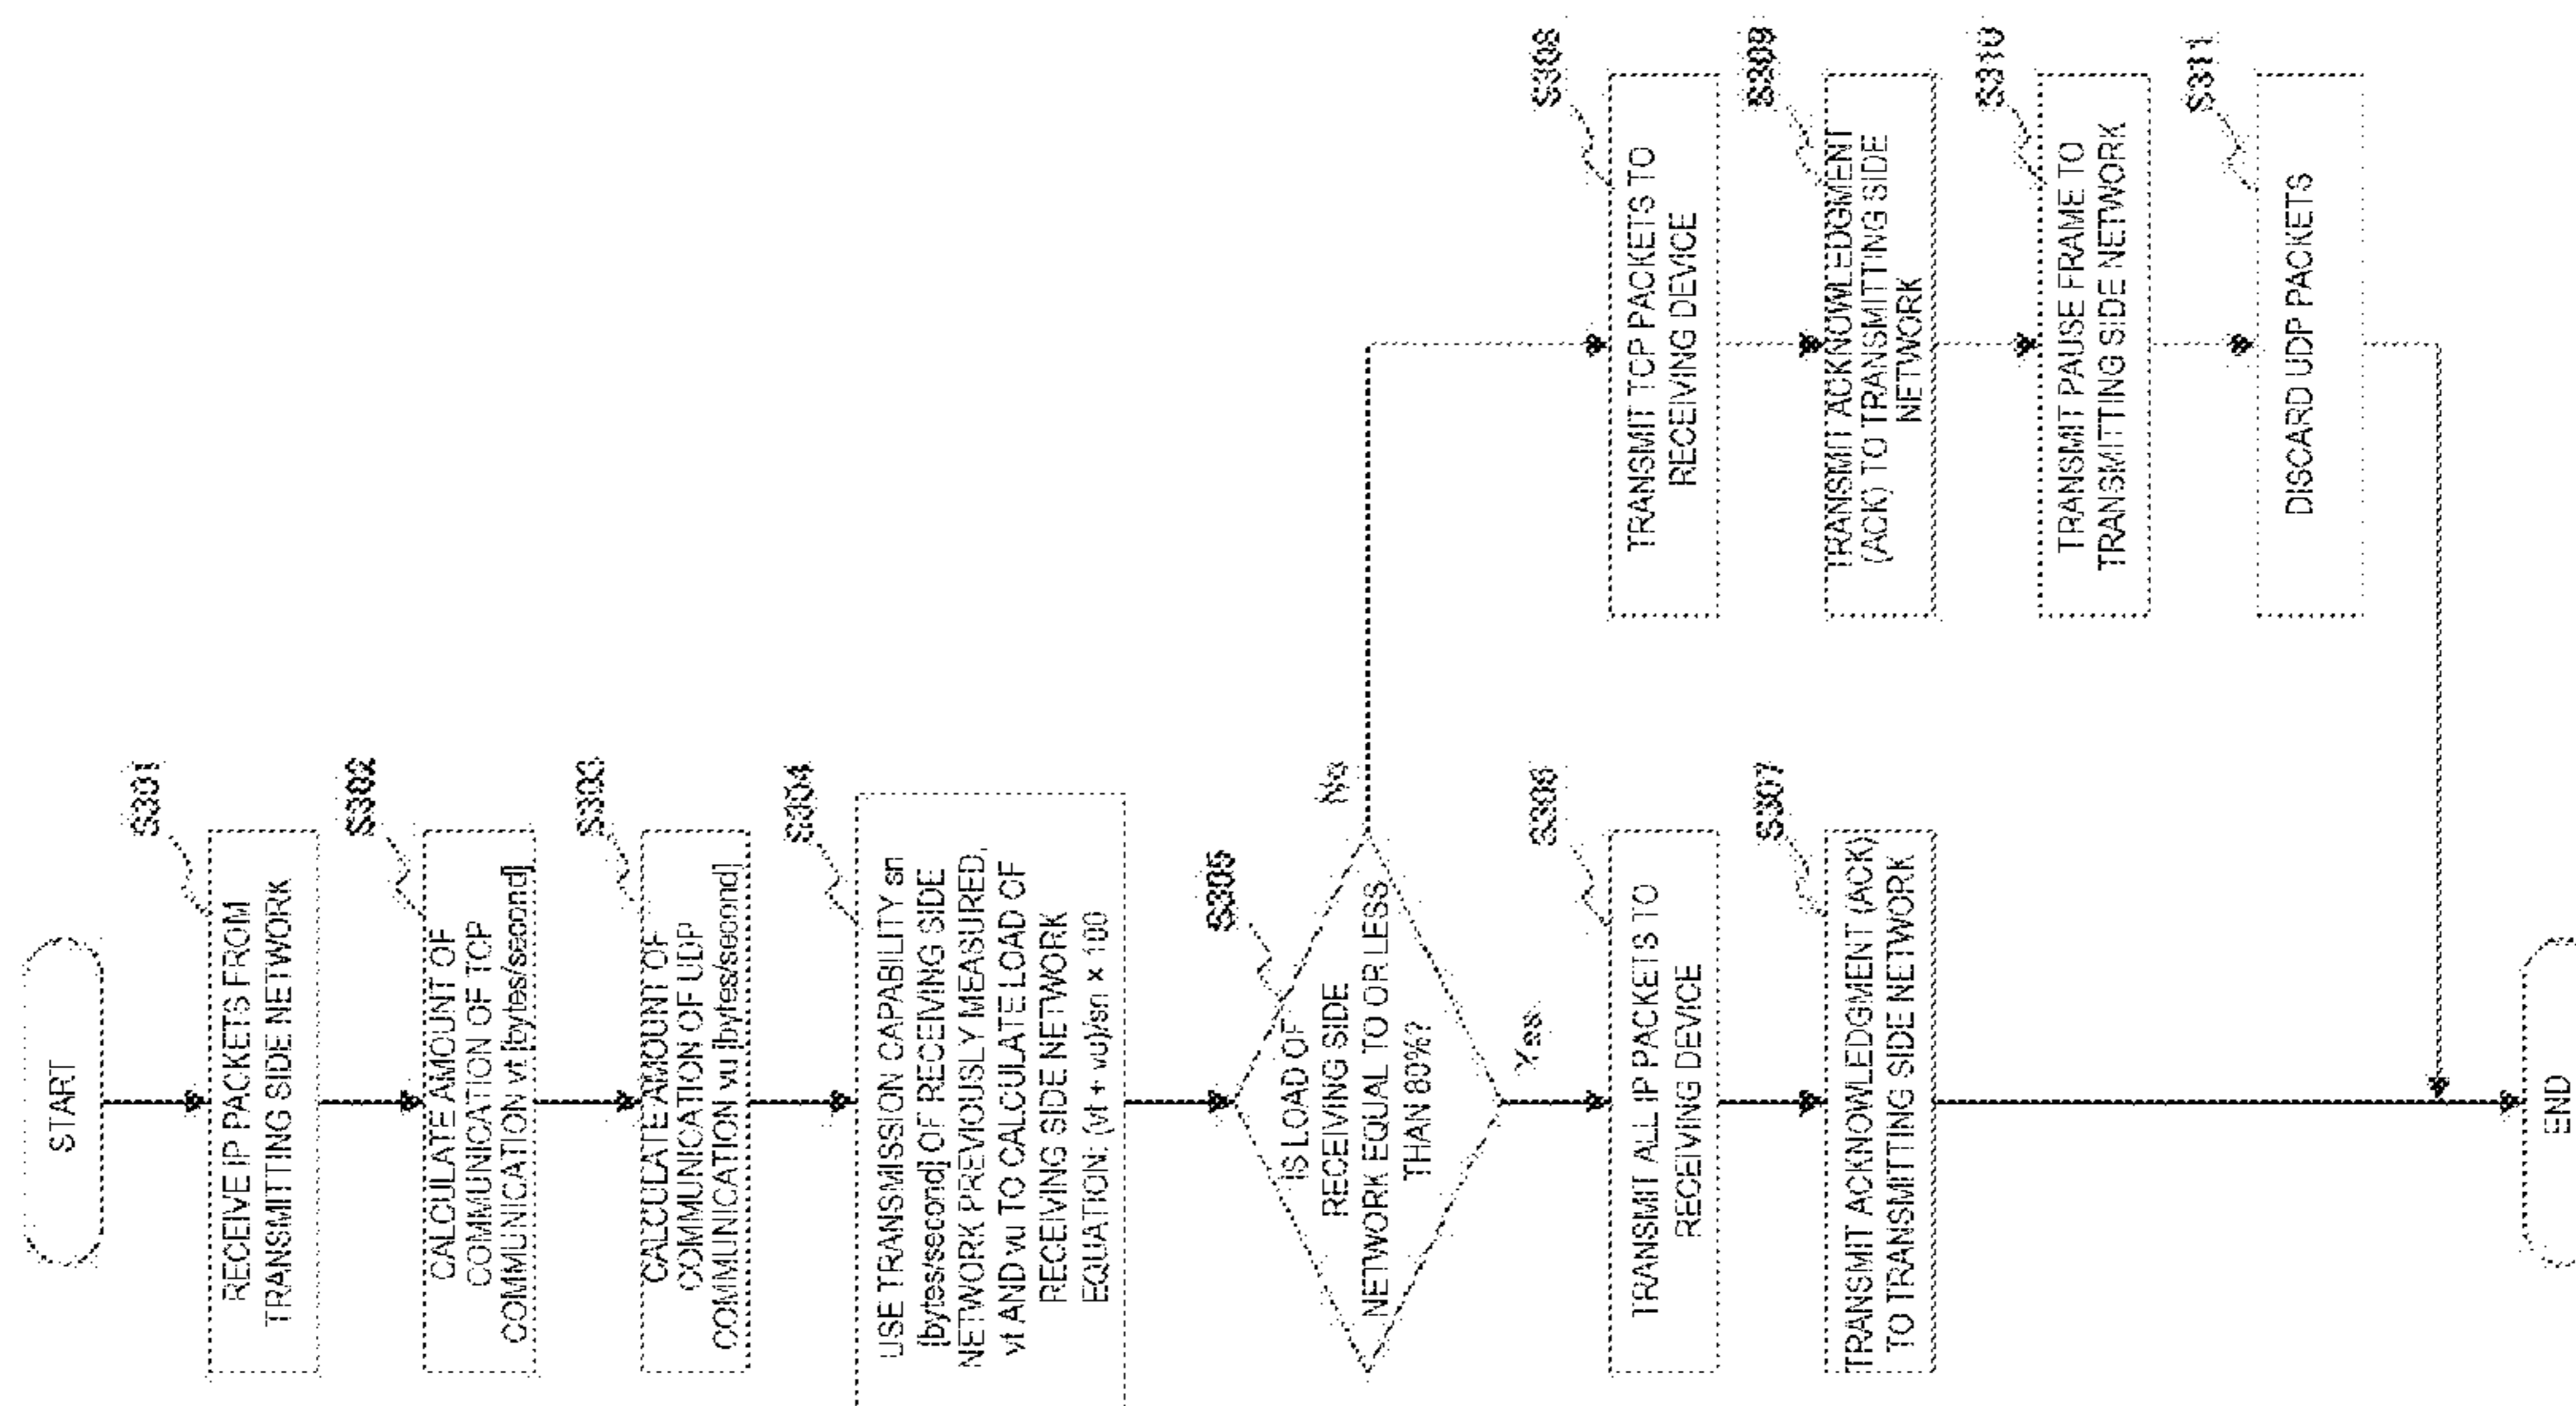 START
S301
RECEIVE IP PACKETS FROM
TRANSMITTING SIDE NETWORK
S302
CALCULATE AMOUNT OF
COMMUNICATION OF TCP
COMMUNICATION vt [bytes/second]
S303
CALCULATE AMOUNT OF
COMMUNICATION OF UDP
COMMUNICATION vu [bytes/second]
S304
USE TRANSMISSION CAPABILITY sn
[bytes/second] OF RECEIVING SIDE
NETWORK PREVIOUSLY MEASURED,
vt AND vu TO CALCULATE LOAD OF
RECEIVING SIDE NETWORK
EQUATION: (vt + vu)/sn × 100
S305
IS LOAD OF
RECEIVING SIDE
NETWORK EQUAL TO OR LESS
THAN 80%?
Yes
No
S306
TRANSMIT ALL IP PACKETS TO
RECEIVING DEVICE
S307
TRANSMIT ACKNOWLEDGMENT (ACK)
TO TRANSMITTING SIDE NETWORK
S308
TRANSMIT TCP PACKETS TO
RECEIVING DEVICE
S309
TRANSMIT ACKNOWLEDGMENT
(ACK) TO TRANSMITTING SIDE
NETWORK
S310
TRANSMIT PAUSE FRAME TO
TRANSMITTING SIDE NETWORK
S311
DISCARD UDP PACKETS
END